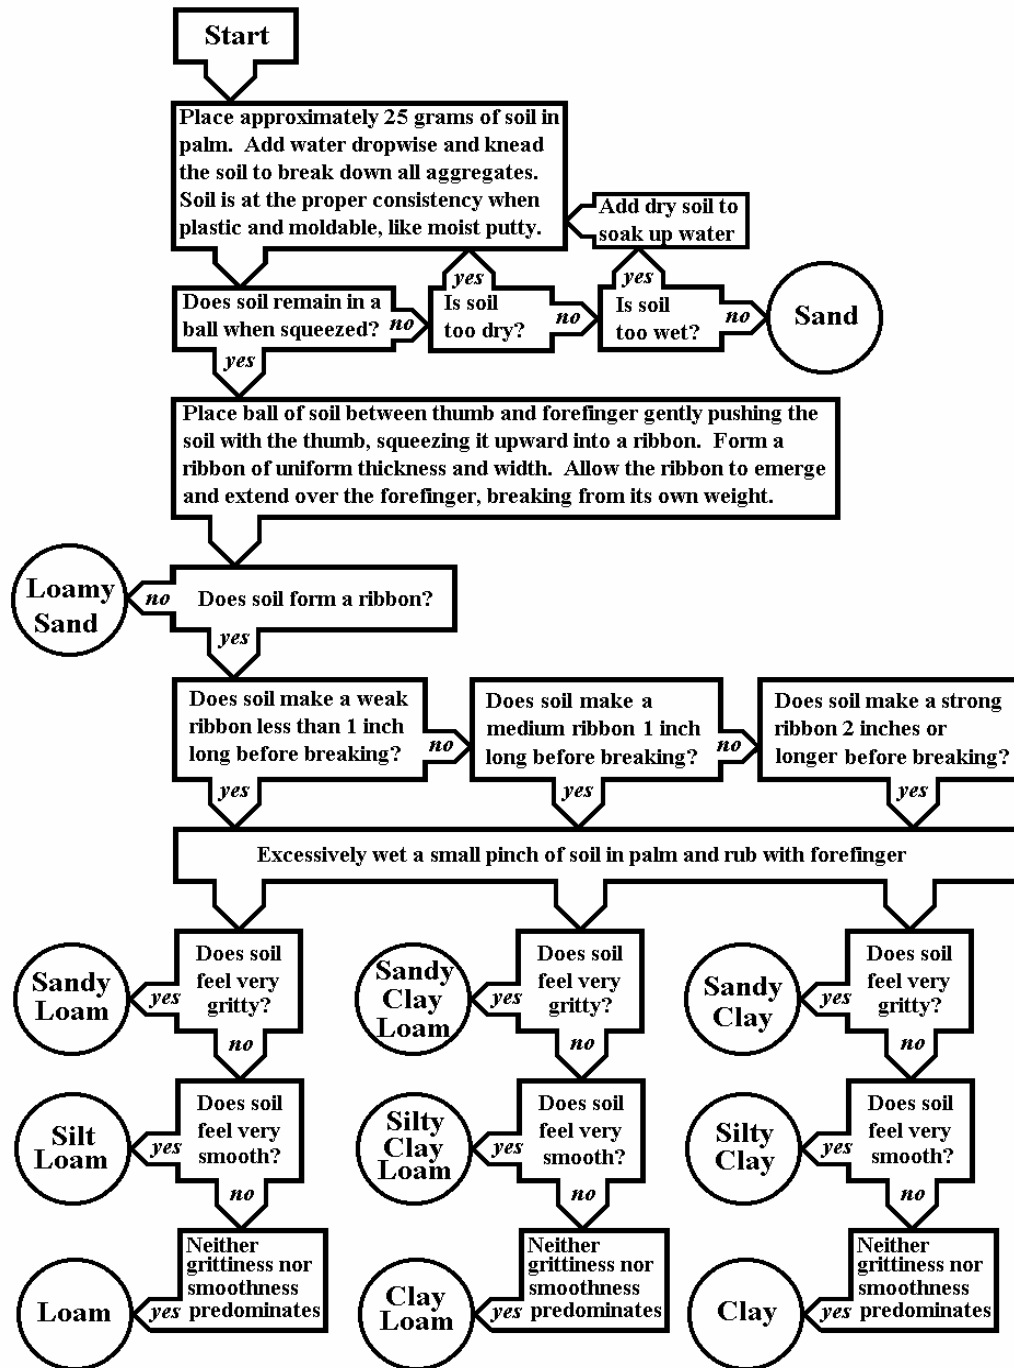 Start
Place approximately 25 grams of soil in
palm. Add water dropwise and knead
the soil to break down all aggregates.
Soil is at the proper consistency when
plastic and moldable, like moist putty.
Add dry soil to
soak up water
yes
yes
Does soil remain in a
ball when squeezed?
no
Is soil
too dry?
no
Is soil
too wet?
no
Sand
yes
Place ball of soil between thumb and forefinger gently pushing the
soil with the thumb, squeezing it upward into a ribbon. Form a
ribbon of uniform thickness and width. Allow the ribbon to emerge
and extend over the forefinger, breaking from its own weight.
Loamy
Sand
no
Does soil form a ribbon?
yes
Does soil make a weak
ribbon less than 1 inch
long before breaking?
no
Does soil make a
medium ribbon 1 inch
long before breaking?
no
Does soil make a strong
ribbon 2 inches or
longer before breaking?
yes
yes
yes
Excessively wet a small pinch of soil in palm and rub with forefinger
Sandy
Loam
yes
Does soil
feel very
gritty?
no
Sandy
Clay
Loam
yes
Does soil
feel very
gritty?
no
Sandy
Clay
yes
Does soil
feel very
gritty?
no
Silt
Loam
yes
Does soil
feel very
smooth?
no
Silty
Clay
Loam
yes
Does soil
feel very
smooth?
no
Silty
Clay
yes
Does soil
feel very
smooth?
no
Loam
yes
Neither
grittiness nor
smoothness
predominates
Clay
Loam
yes
Neither
grittiness nor
smoothness
predominates
Clay
yes
Neither
grittiness nor
smoothness
predominates